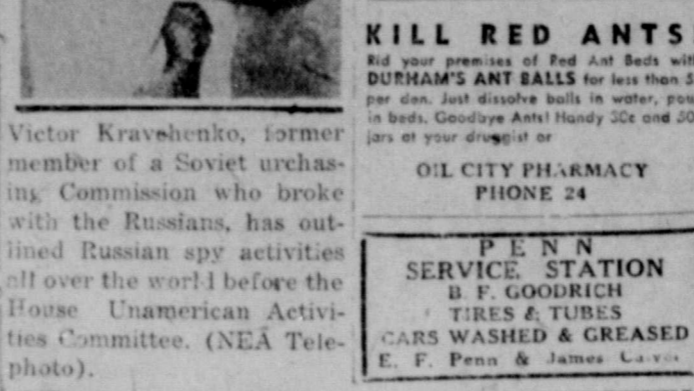 Victor Kravehenko, former
member of a Soviet urchas-
ing Commission who broke
with the Russians, has out-
lined Russian spy activities
all over the world before the
House Unamerican Activi-
ties Committee. (NEA Tele-
photo).
KILL RED ANTS
Rid your premises of Red Ant Beds with
DURHAM'S ANT BALLS for less than 5
per den. Just dissolve balls in water, pou
in beds. Goodbye Ants! Handy 30c and 50
jars at your druggist or
OIL CITY PHARMACY
PHONE 24
PENN
SERVICE STATION
B. F. GOODRICH
TIRES & TUBES
CARS WASHED & GREASED
E. F. Penn & James